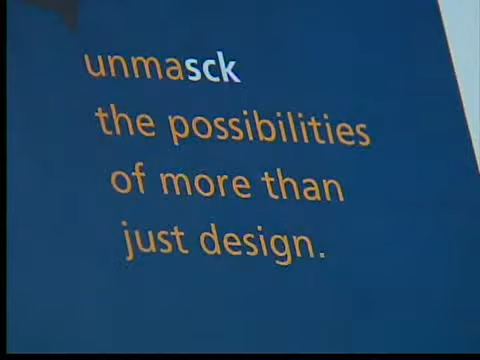 unmasck
the possibilities
of more than
just design.